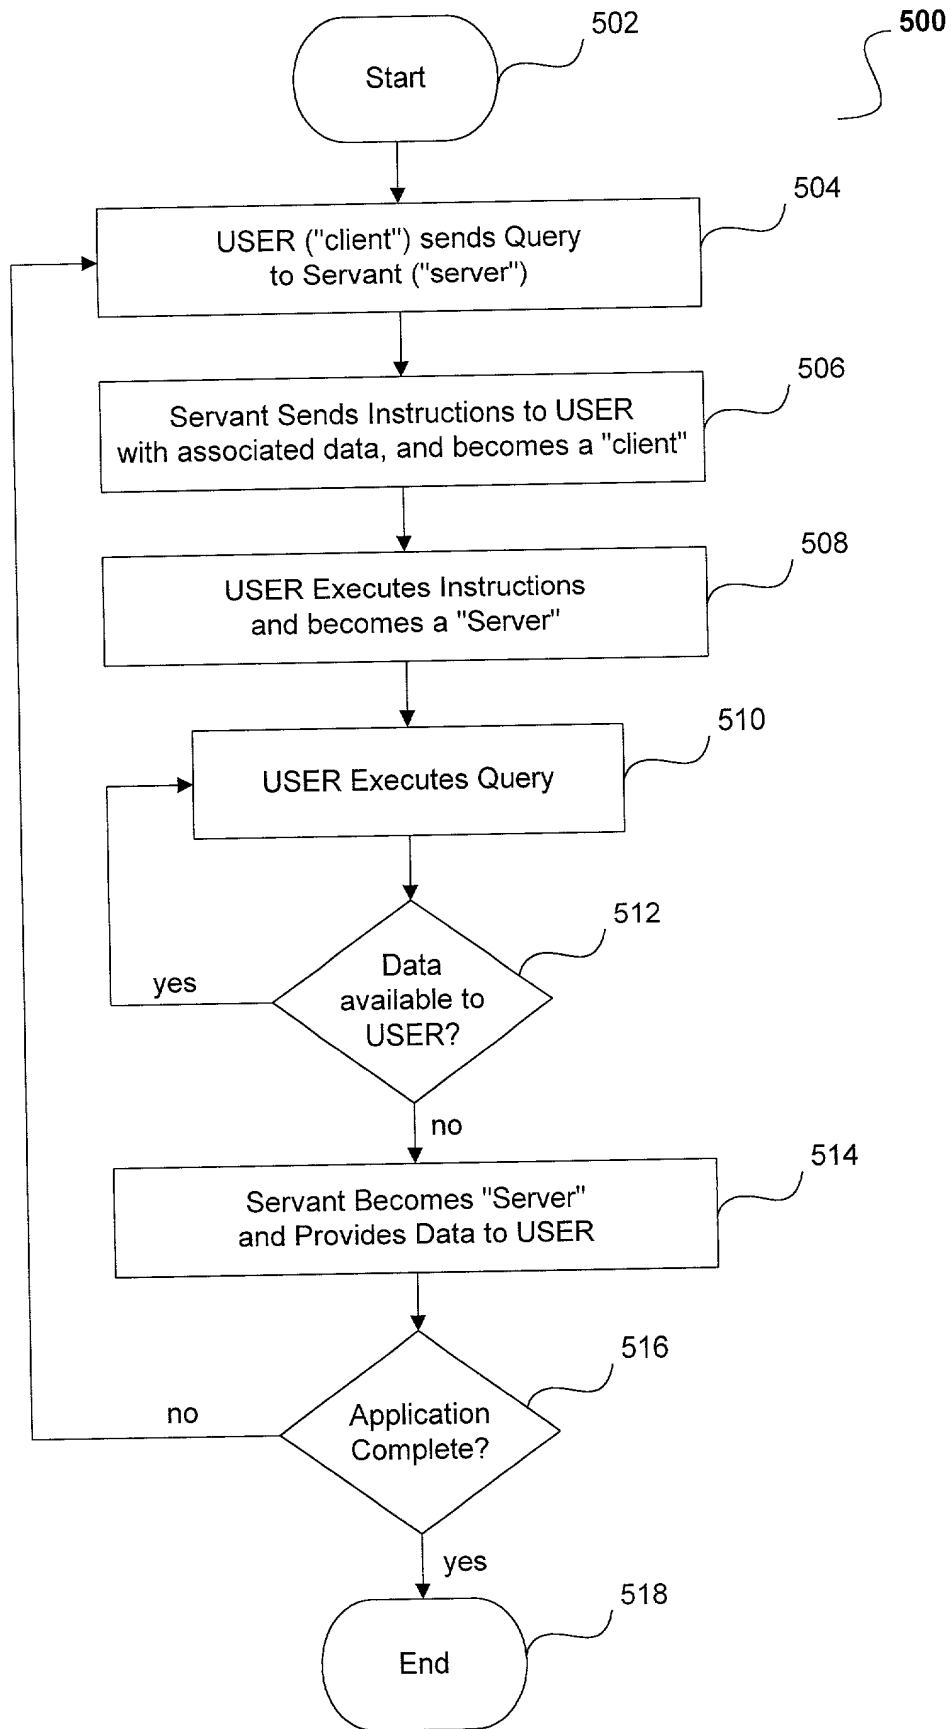 500
502
Start
504
USER ("client") sends Query
to Servant ("server")
506
Servant Sends Instructions to USER
with associated data, and becomes a "client"
508
USER Executes Instructions
and becomes a "Server"
510
USER Executes Query
512
Data
available to
USER?
yes
no
514
Servant Becomes "Server"
and Provides Data to USER
516
Application
Complete?
no
yes
518
End